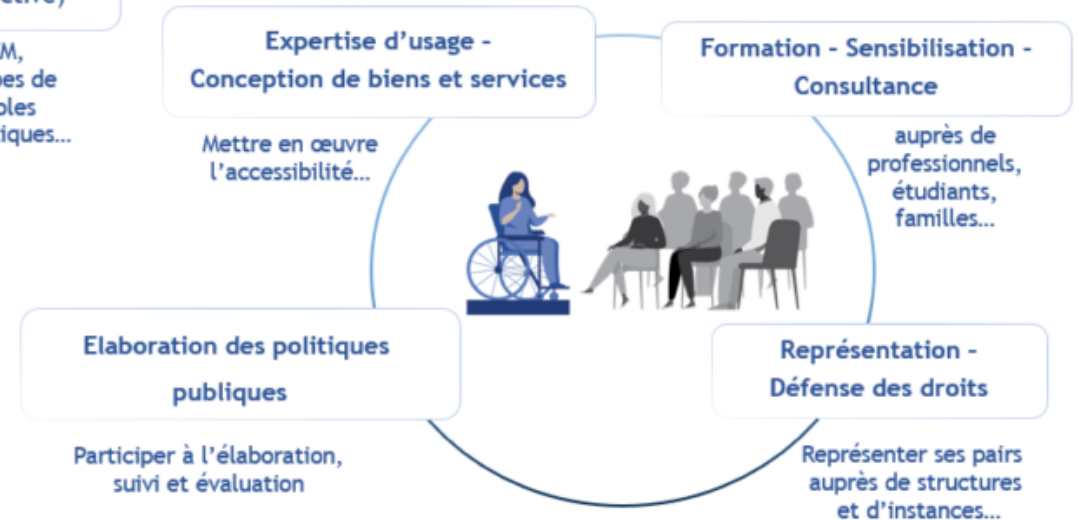 Expertise d’usage -
Conception de biens et services
Mettre en œuvre
l’accessibilité…
Formation - Sensibilisation -
Consultance
auprès de
professionnels,
étudiants,
familles…
Elaboration des politiques
publiques
Participer à l’élaboration,
suivi et évaluation
Représentation -
Défense des droits
Représenter ses pairs
auprès de structures
et d’instances…